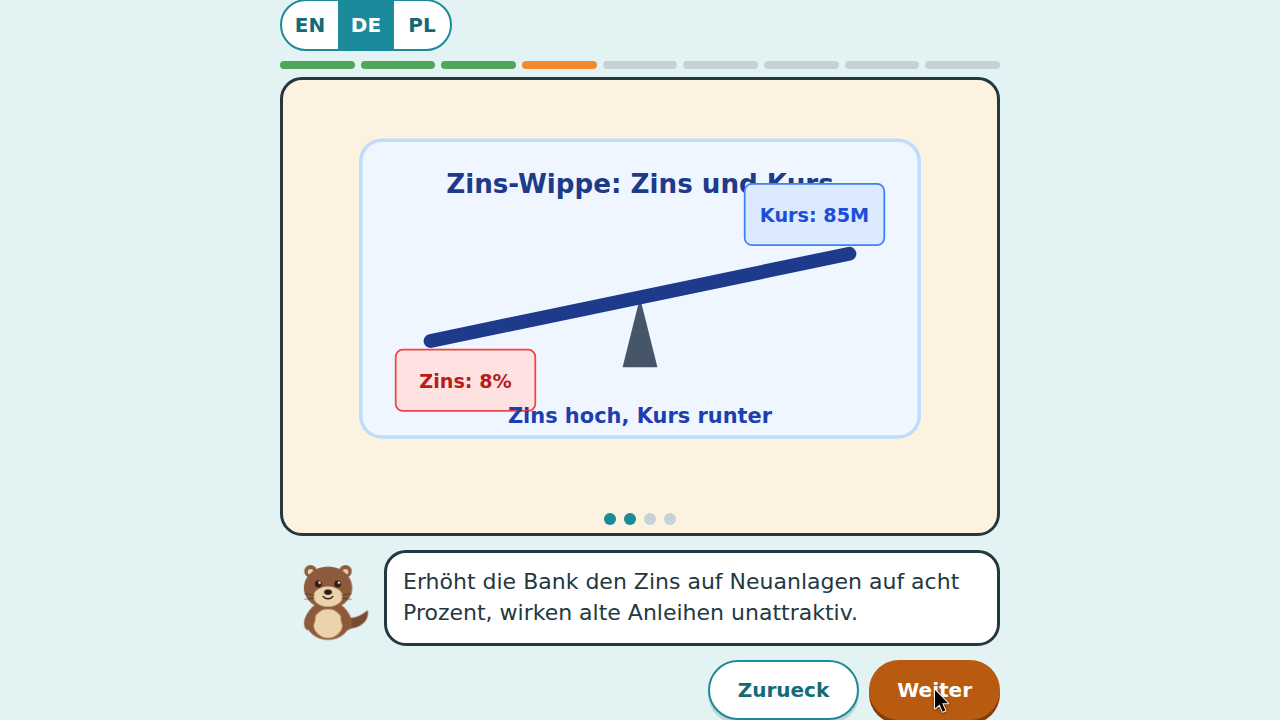 EN DE PL
Zins-Wippe: Zins und Kurs
Kurs: 85M
Zins: 8%
Zins hoch, Kurs runter
Erhöht die Bank den Zins auf Neuanlagen auf acht
Prozent, wirken alte Anleihen unattraktiv.
Zurueck Weiter